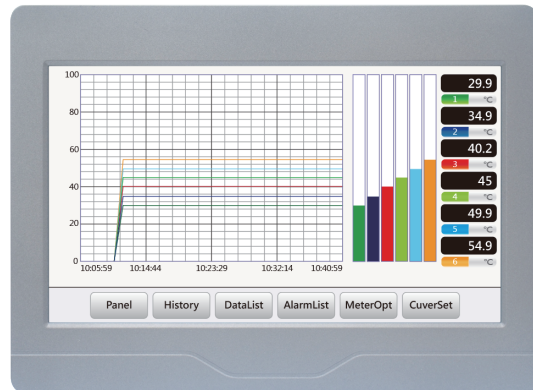 100
80
60
40
20
0
10:05:59 10:14:44 10:23:29 10:32:14 10:40:59
29.9
1 °C
34.9
2 °C
40.2
3 °C
45
4 °C
49.9
5 °C
54.9
6 °C
Panel History DataList AlarmList MeterOpt CuverSet